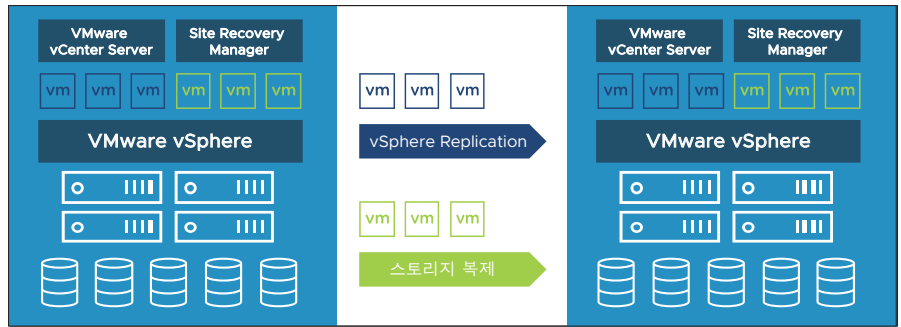 VMware
vCenter Server
Site Recovery
Manager
vm vm vm vm vm vm
VMware vSphere
vm vm vm
vSphere Replication
vm vm vm
스토리지 복제
VMware
vCenter Server
Site Recovery
Manager
vm vm vm vm vm vm
VMware vSphere